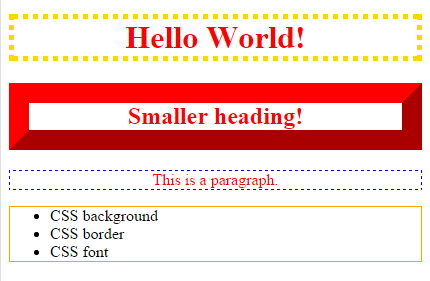 Hello World!
Smaller heading!
This is a paragraph.
CSS background
CSS border
CSS font